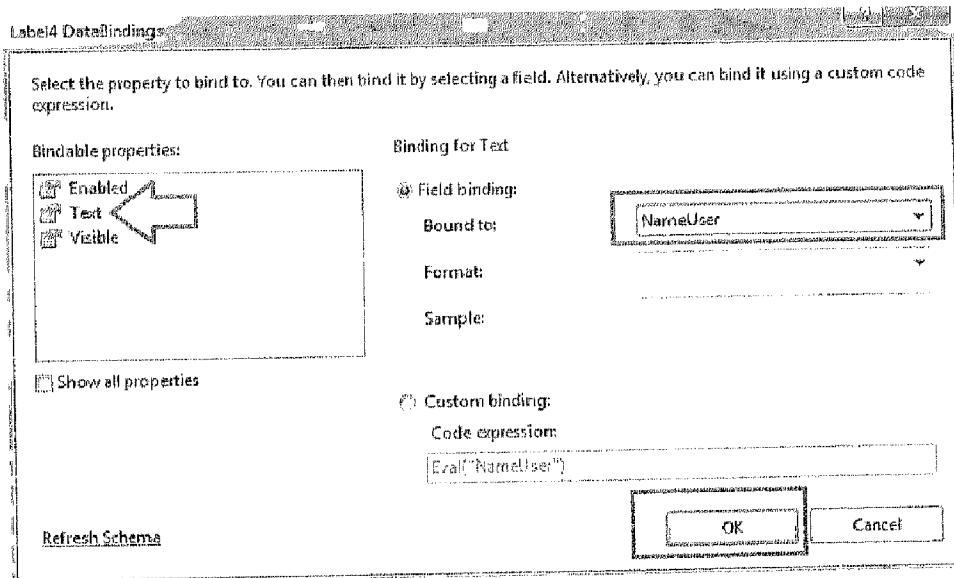 Label4 DataBindings
Select the property to bind to. You can then bind it by selecting a field. Alternatively, you can bind it using a custom code
expression.
Bindable properties:
Enabled
Text
Visible
Show all properties
Binding for Text
Field binding:
Bound to:
NameUser
Format:
Sample:
Custom binding:
Code expression:
Eval("NameUser")
Refresh Schema
OK
Cancel